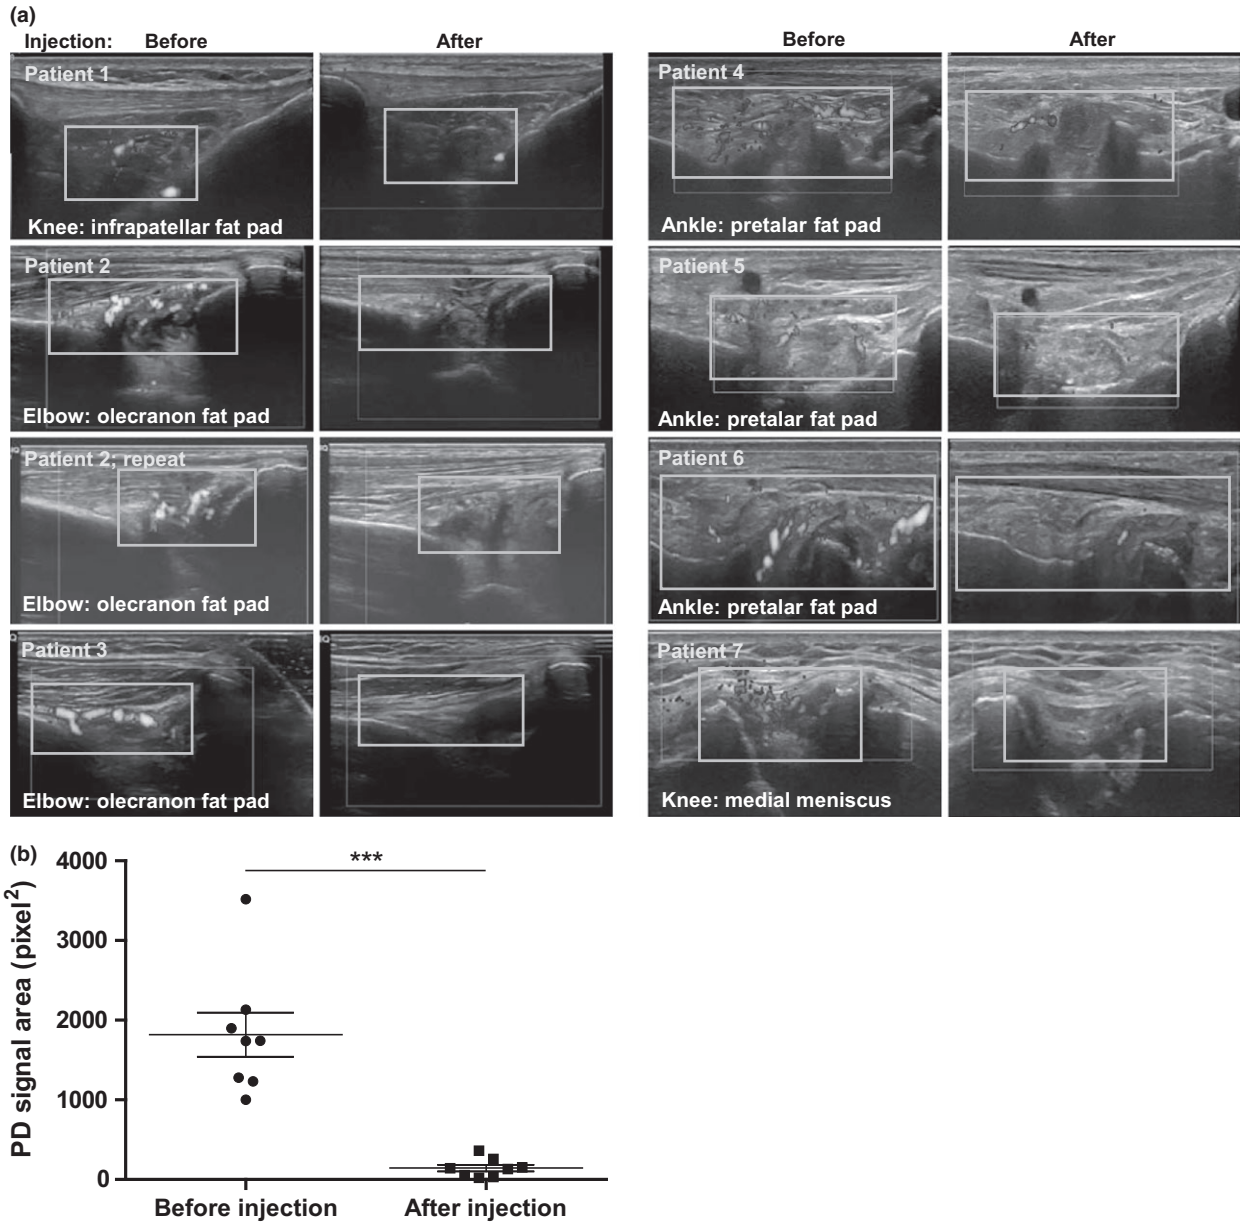 (a)
Injection: Before After Before After
Patient 1
Knee: infrapatellar fat pad
Patient 2
Elbow: olecranon fat pad
Patient 2; repeat
Elbow: olecranon fat pad
Patient 3
Elbow: olecranon fat pad
Patient 4
Ankle: pretalar fat pad
Patient 5
Ankle: pretalar fat pad
Patient 6
Ankle: pretalar fat pad
Patient 7
Knee: medial meniscus
(b)
PD signal area (pixel²)
4000
3000
2000
1000
0
***
Before injection After injection